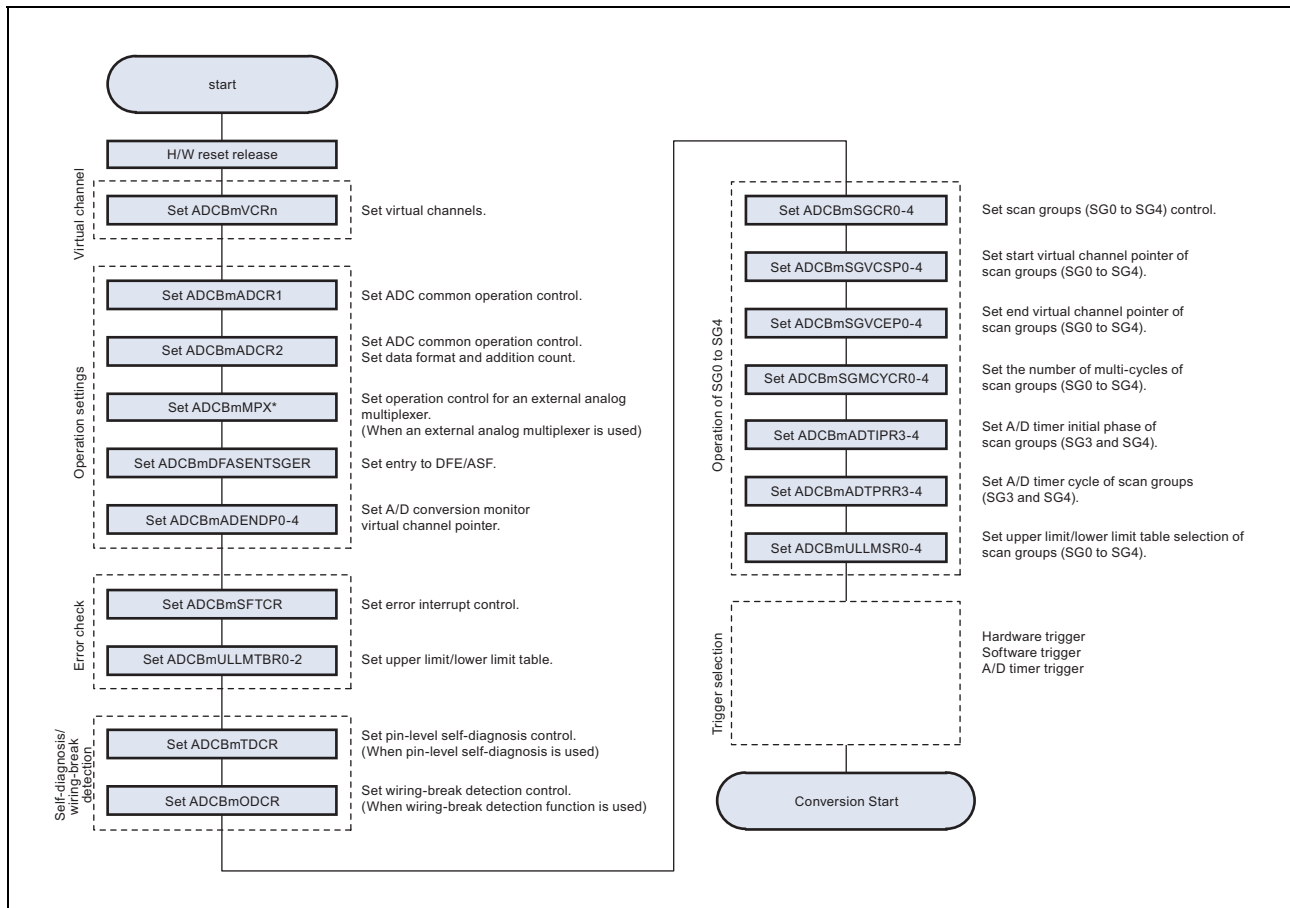 start
H/W reset release
Virtual channel
Set ADCBmVCRn
Set virtual channels.
Operation settings
Set ADCBmADCR1
Set ADC common operation control.
Set ADCBmADCR2
Set ADC common operation control.
Set data format and addition count.
Set ADCBmMPX*
Set operation control for an external analog
multiplexer.
(When an external analog multiplexer is used)
Set ADCBmDFASENTSGER
Set entry to DFE/ASF.
Set ADCBmADENDP0-4
Set A/D conversion monitor
virtual channel pointer.
Error check
Set ADCBmSFTCR
Set error interrupt control.
Set ADCBmULLMTBR0-2
Set upper limit/lower limit table.
Self-diagnosis/
wiring-break
detection
Set ADCBmTDCR
Set pin-level self-diagnosis control.
(When pin-level self-diagnosis is used)
Set ADCBmODCR
Set wiring-break detection control.
(When wiring-break detection function is used)
Operation of SG0 to SG4
Set ADCBmSGCR0-4
Set scan groups (SG0 to SG4) control.
Set ADCBmSGVCSP0-4
Set start virtual channel pointer of
scan groups (SG0 to SG4).
Set ADCBmSGVCEP0-4
Set end virtual channel pointer of
scan groups (SG0 to SG4).
Set ADCBmSGMCYCR0-4
Set the number of multi-cycles of
scan groups (SG0 to SG4).
Set ADCBmADTIPR3-4
Set A/D timer initial phase of
scan groups (SG3 and SG4).
Set ADCBmADTPRR3-4
Set A/D timer cycle of scan groups
(SG3 and SG4).
Set ADCBmULLMSR0-4
Set upper limit/lower limit table selection of
scan groups (SG0 to SG4).
Trigger selection
Hardware trigger
Software trigger
A/D timer trigger
Conversion Start